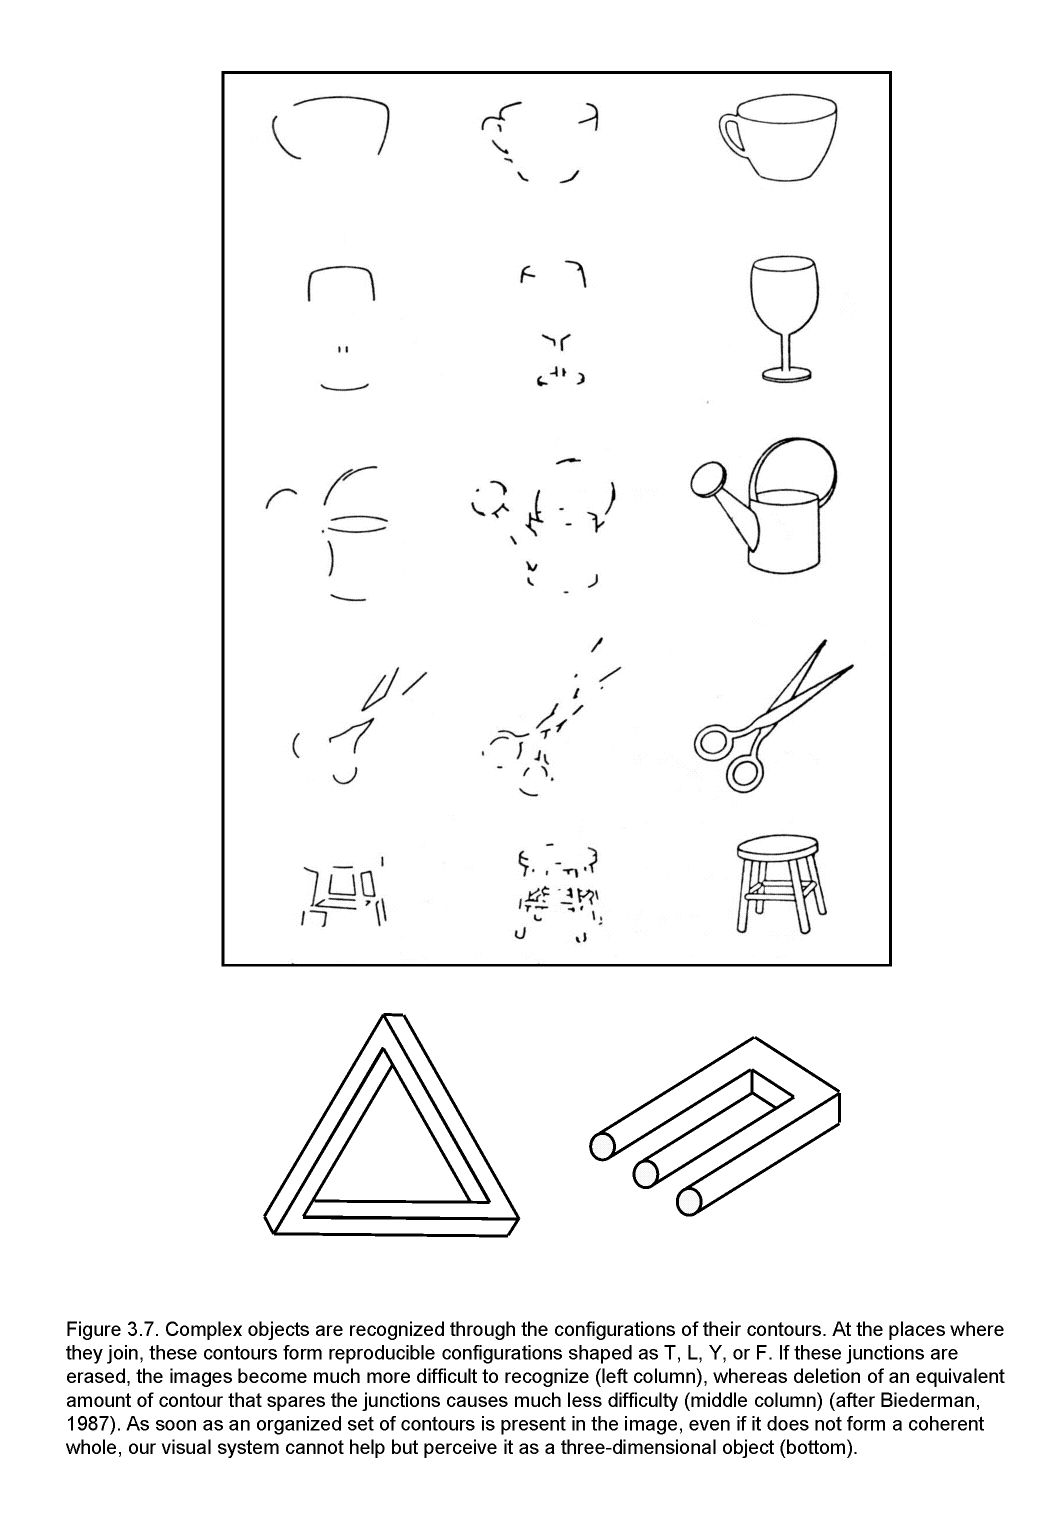 Figure 3.7. Complex objects are recognized through the configurations of their contours. At the places where
they join, these contours form reproducible configurations shaped as T, L, Y, or F. If these junctions are
erased, the images become much more difficult to recognize (left column), whereas deletion of an equivalent
amount of contour that spares the junctions causes much less difficulty (middle column) (after Biederman,
1987). As soon as an organized set of contours is present in the image, even if it does not form a coherent
whole, our visual system cannot help but perceive it as a three-dimensional object (bottom).